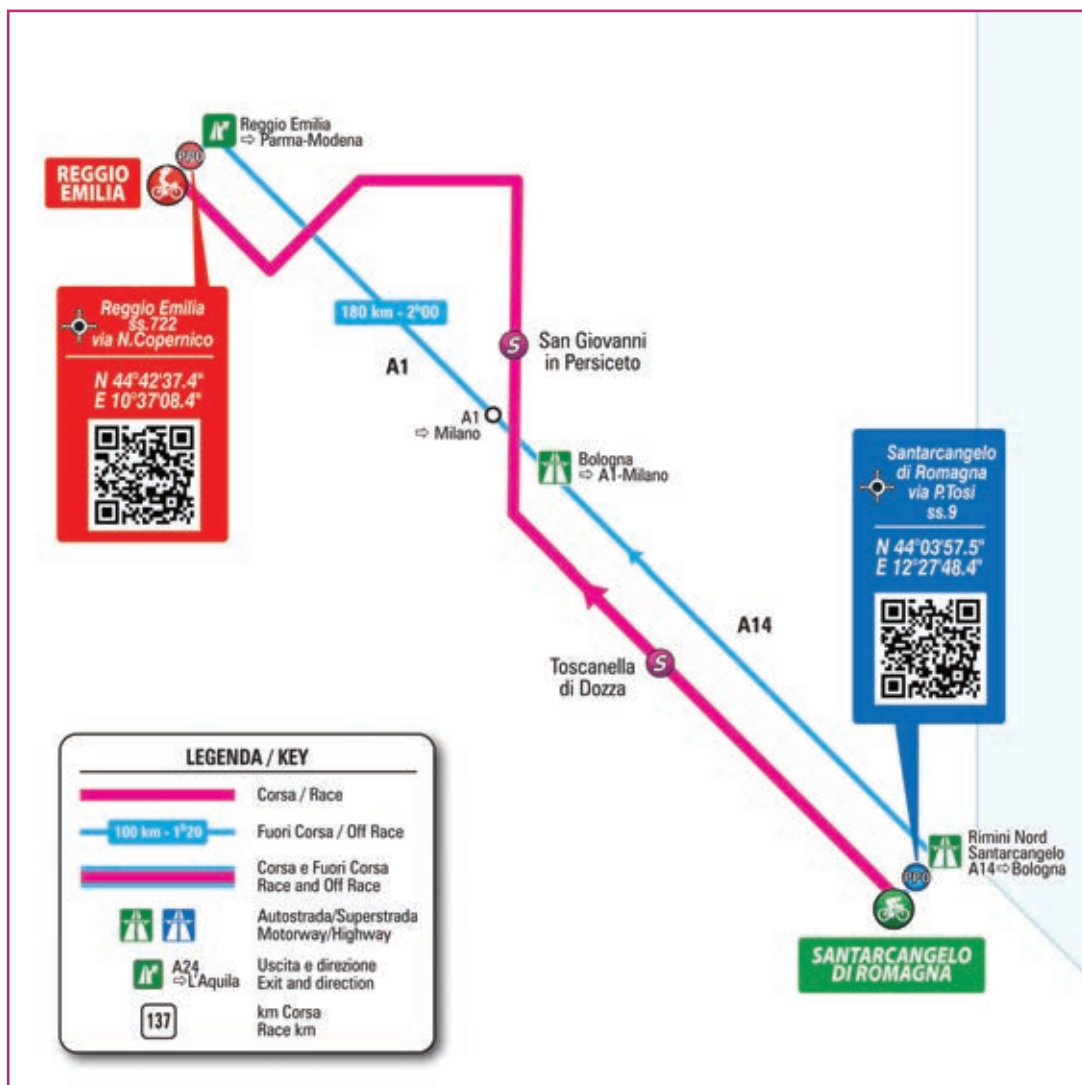 Reggio Emilia
⇨ Parma-Modena
PPO
REGGIO
EMILIA
Reggio Emilia
ss.722
via N.Copernico
N 44°42'37.4"
E 10°37'08.4"
180 km - 2h00
A1
S
San Giovanni
in Persiceto
A1
⇨ Milano
Bologna
⇨ A1-Milano
Santarcangelo
di Romagna
via P.Tosi
ss.9
N 44°03'57.5"
E 12°27'48.4"
A14
S
Toscanella
di Dozza
Rimini Nord
Santarcangelo
A14⇨Bologna
PPO
SANTARCANGELO
DI ROMAGNA
LEGENDA / KEY
Corsa / Race
100 km - 1h20
Fuori Corsa / Off Race
Corsa e Fuori Corsa
Race and Off Race
Autostrada/Superstrada
Motorway/Highway
A24
⇨L'Aquila
Uscita e direzione
Exit and direction
137
km Corsa
Race km